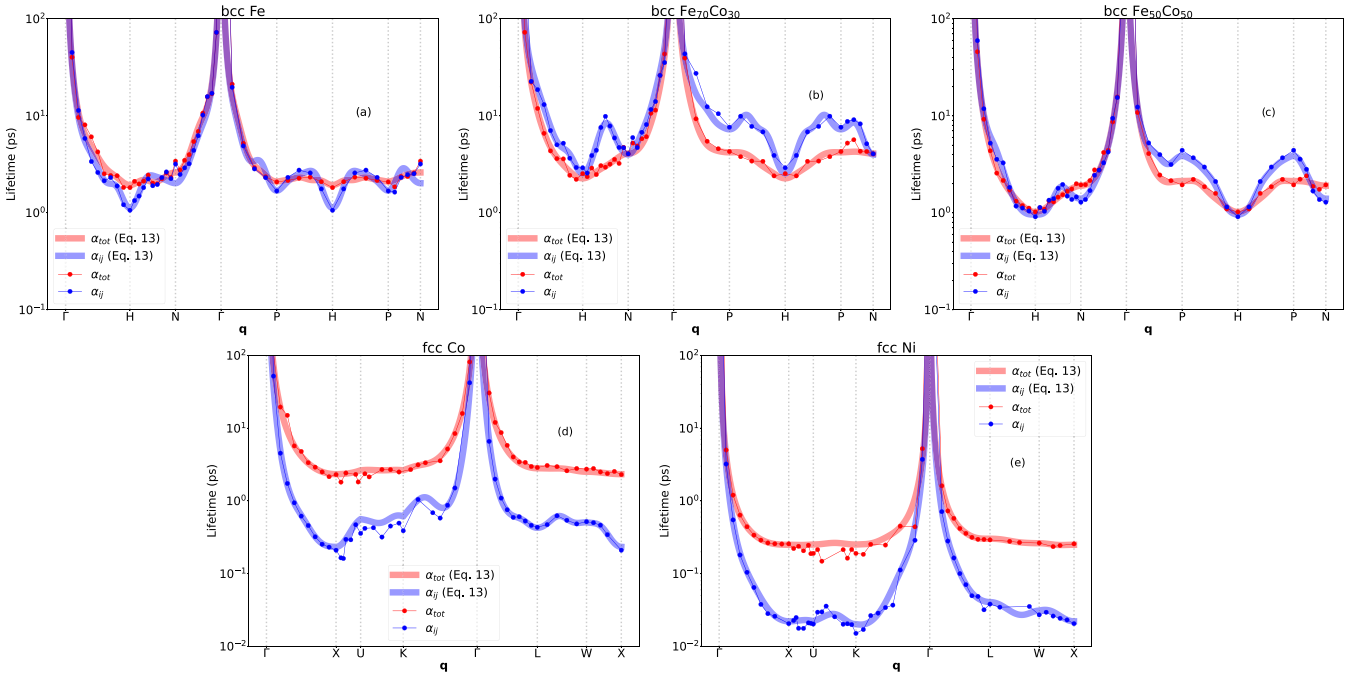 bcc Fe
10²
10¹
10⁰
10⁻¹
Lifetime (ps)
(a)
α_tot (Eq. 13)
α_ij (Eq. 13)
α_tot
α_ij
Γ H N Γ P H P N
q
bcc Fe₇₀Co₃₀
10²
10¹
10⁰
10⁻¹
Lifetime (ps)
(b)
α_tot (Eq. 13)
α_ij (Eq. 13)
α_tot
α_ij
Γ H N Γ P H P N
q
bcc Fe₅₀Co₅₀
10²
10¹
10⁰
10⁻¹
Lifetime (ps)
(c)
α_tot (Eq. 13)
α_ij (Eq. 13)
α_tot
α_ij
Γ H N Γ P H P N
q
fcc Co
10²
10¹
10⁰
10⁻¹
10⁻²
Lifetime (ps)
(d)
α_tot (Eq. 13)
α_ij (Eq. 13)
α_tot
α_ij
Γ X U K Γ L W X
q
fcc Ni
10²
10¹
10⁰
10⁻¹
10⁻²
Lifetime (ps)
α_tot (Eq. 13)
α_ij (Eq. 13)
α_tot
α_ij
(e)
Γ X U K Γ L W X
q